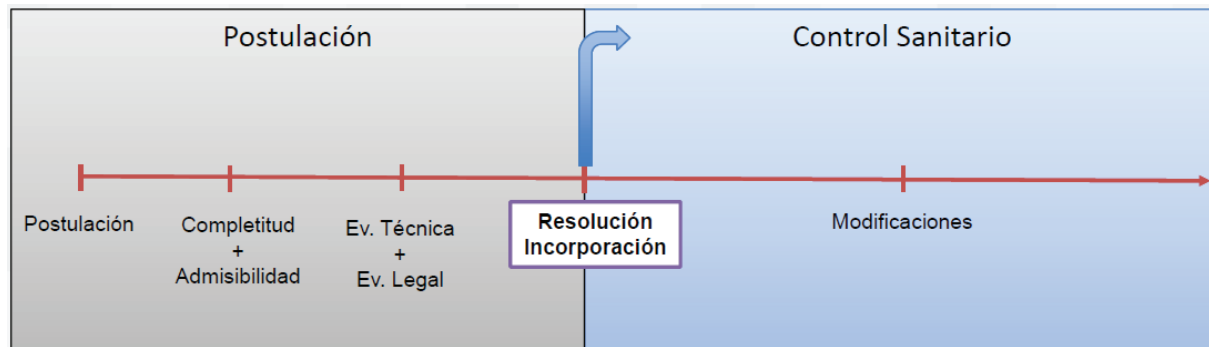 Postulación
Control Sanitario
Postulación
Completitud
+
Admisibilidad
Ev. Técnica
+
Ev. Legal
Resolución
Incorporación
Modificaciones